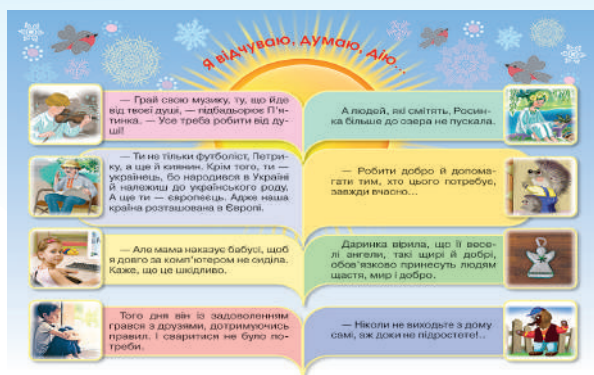 Я відчуваю, думаю, дію...
— Грай свою музику, ту, що йде
від твоєї душі, — підбадьорює П'я-
тинка. — Усе треба робити від ду-
ші!
— Ти не тільки футболіст, Петри-
ку, а ще й киянин. Крім того, ти —
українець, бо народився в Україні
й належиш до українського роду.
А ще ти — європеєць. Адже наша
країна розташована в Європі.
— Але мама наказує бабусі, щоб
я довго за комп'ютером не сиділа.
Каже, що це шкідливо.
Того дня він із задоволенням
грався з друзями, дотримуючись
правил. І сваритися не було по-
треби.
А людей, які смітять, Росин-
ка більше до озера не пускала.
— Робити добро й допома-
гати тим, хто цього потребує,
завжди вчасно...
Даринка вірила, що її весе-
лі ангели, такі щирі й добрі,
обов'язково принесуть людям
щастя, мир і добро.
— Ніколи не виходьте з дому
самі, аж доки не підростете!..